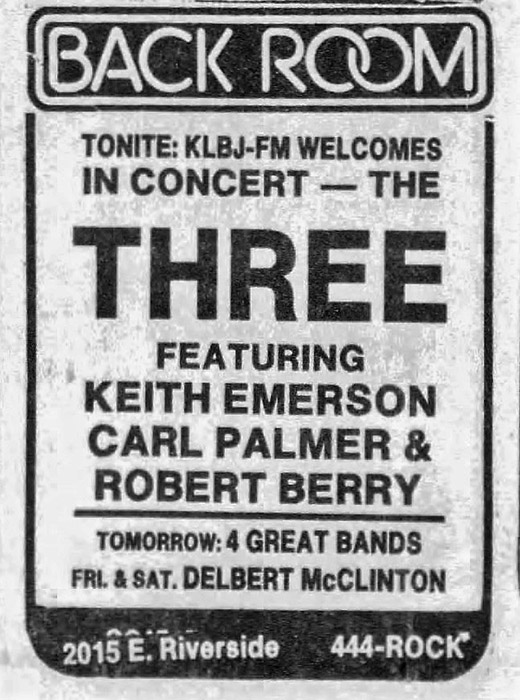 BACK ROOM
TONITE: KLBJ-FM WELCOMES
IN CONCERT — THE
THREE
FEATURING
KEITH EMERSON
CARL PALMER &
ROBERT BERRY
TOMORROW: 4 GREAT BANDS
FRI. & SAT. DELBERT McCLINTON
2015 E. Riverside 444-ROCK